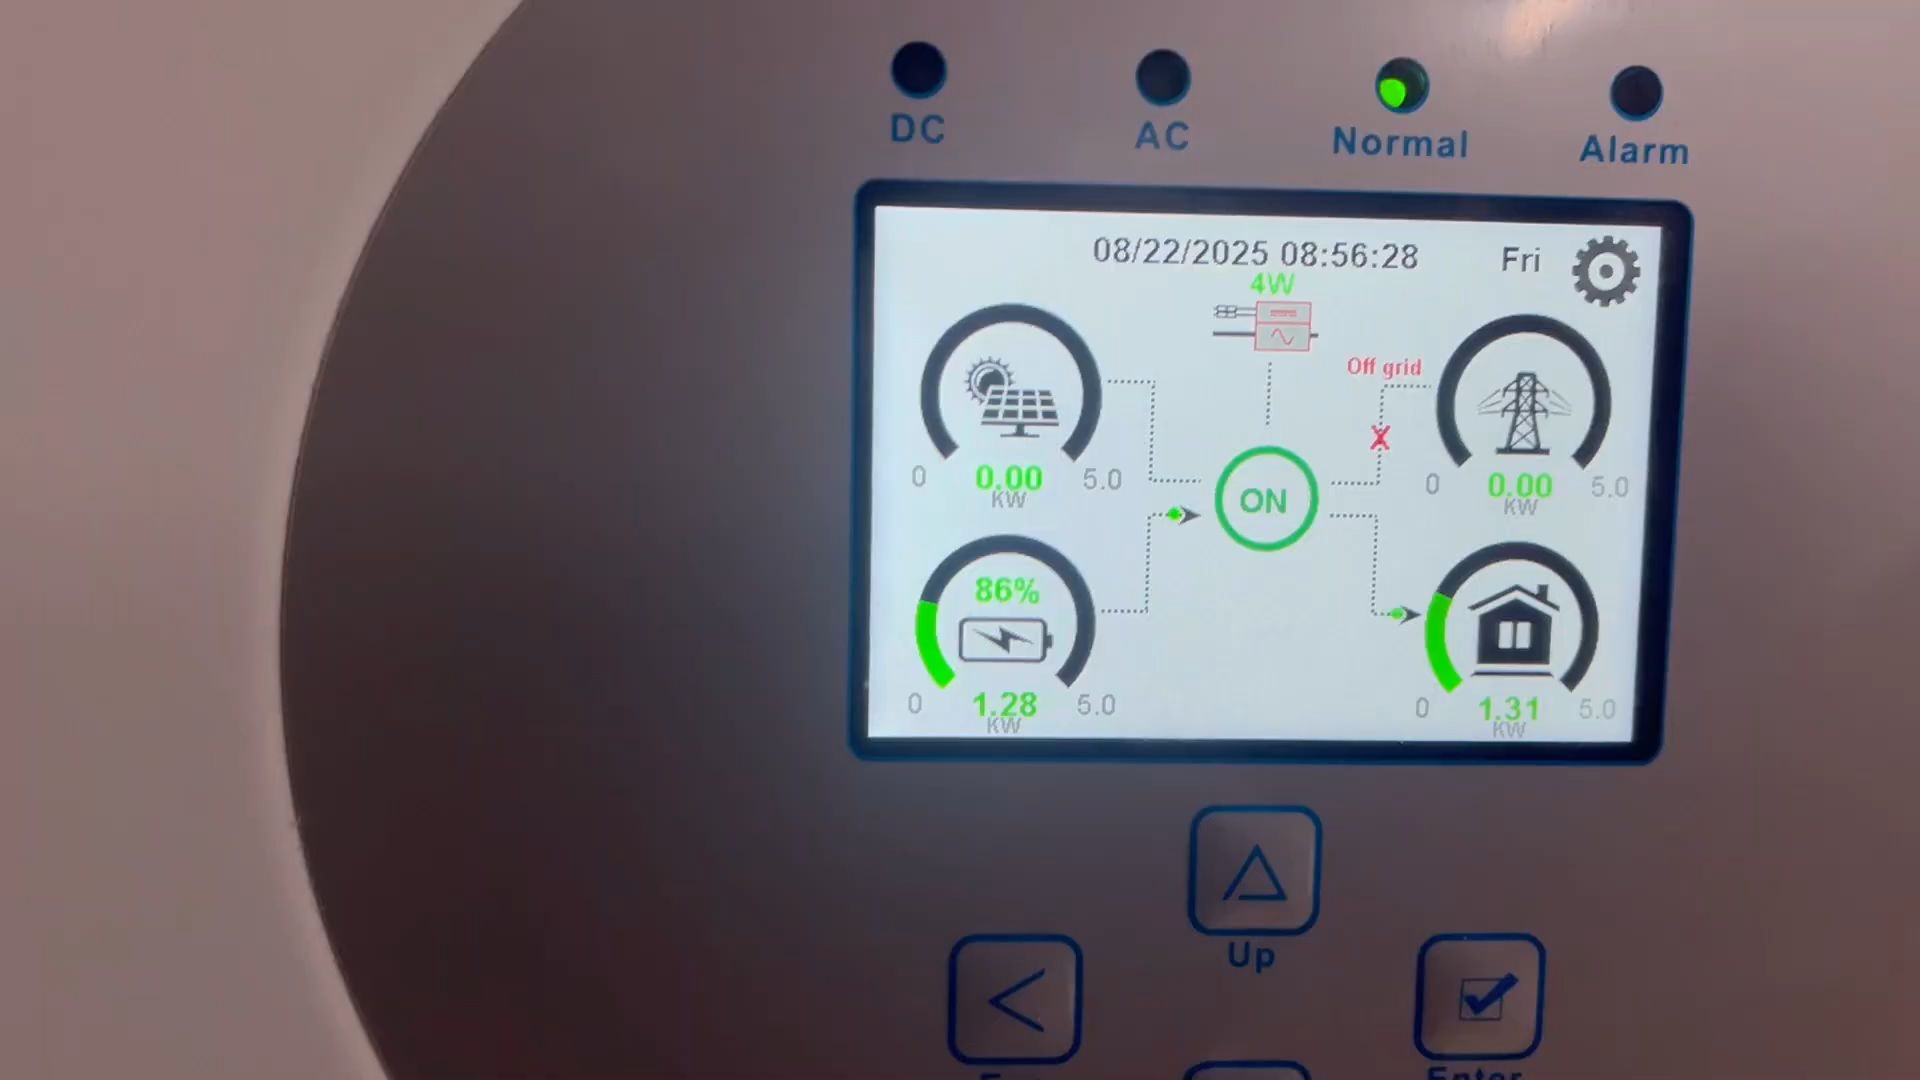 DC AC Normal Alarm
08/22/2025 08:56:28 Fri
4W
Off grid
0 0.00 5.0
KW
0 0.00 5.0
KW
ON
86%
0 1.28 5.0
KW
0 1.31 5.0
KW
Up
Enter